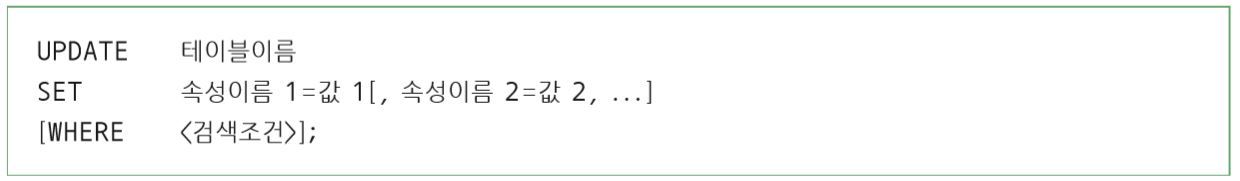 UPDATE 테이블이름
SET 속성이름 1=값 1[, 속성이름 2=값 2, ...]
[WHERE <검색조건>];